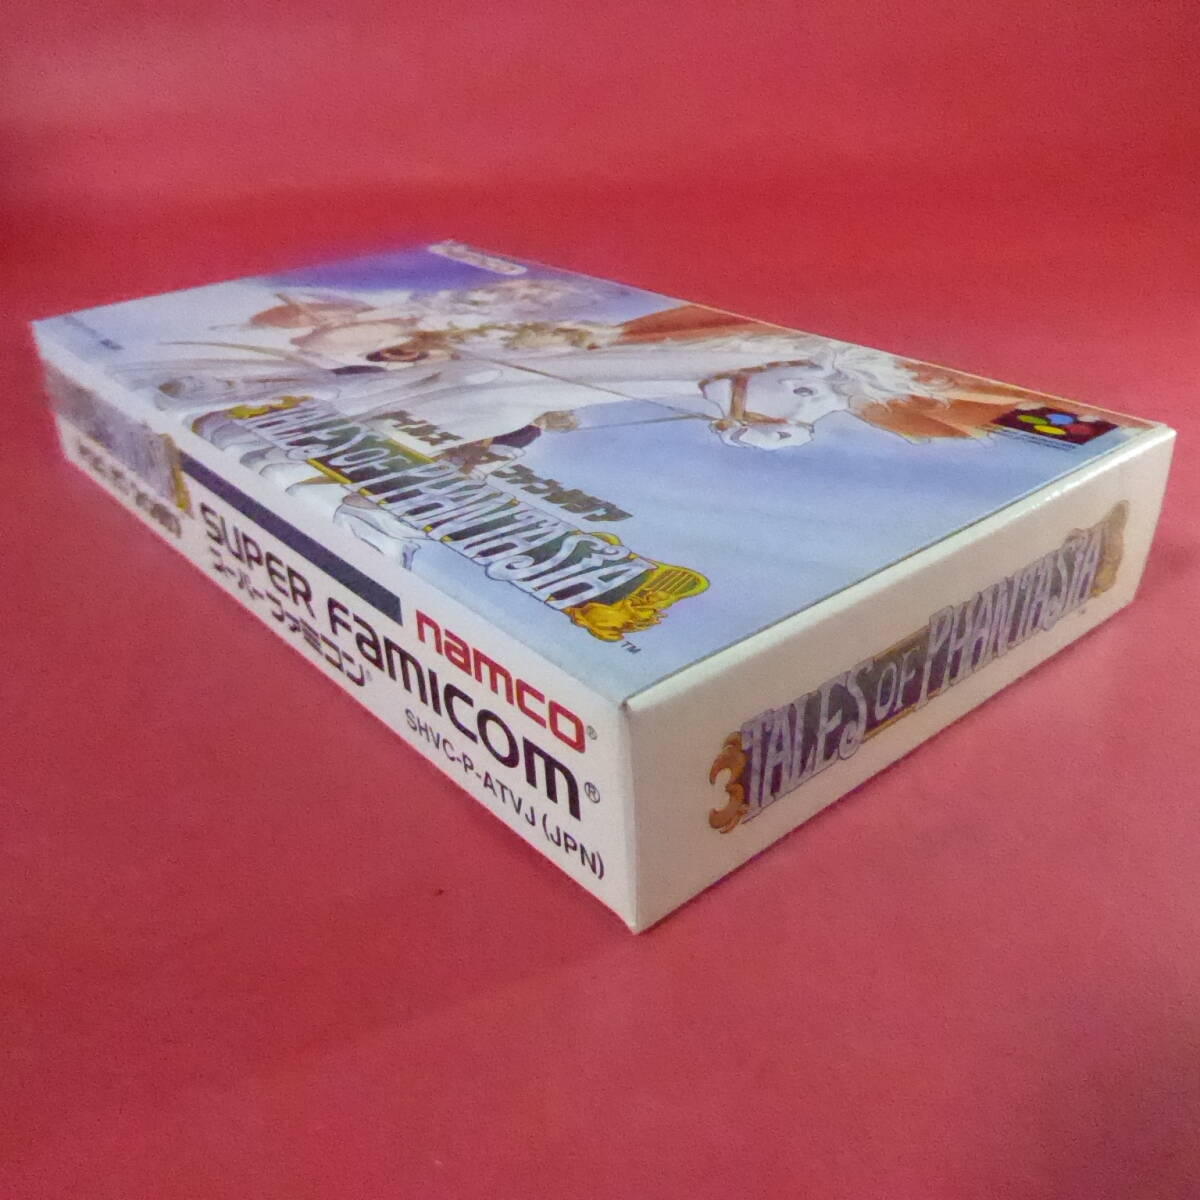 テイルズ オブ ファンタジア
TALES OF PHANTASIA
TM
namco®
SUPER FAMICOM®
スーパーファミコン®
SHVC-P-ATVJ (JPN)
TALES OF PHANTASIA